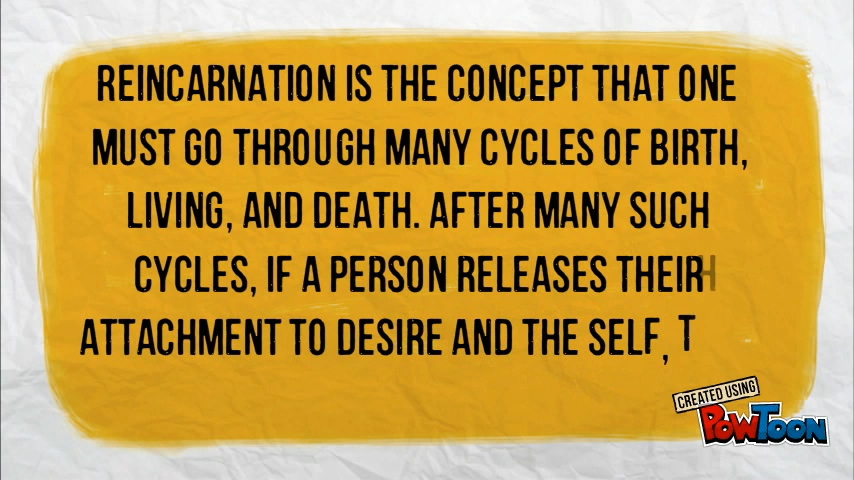 REINCARNATION IS THE CONCEPT THAT ONE
MUST GO THROUGH MANY CYCLES OF BIRTH,
LIVING, AND DEATH. AFTER MANY SUCH
CYCLES, IF A PERSON RELEASES THEIR
ATTACHMENT TO DESIRE AND THE SELF, T
CREATED USING
POWTOON